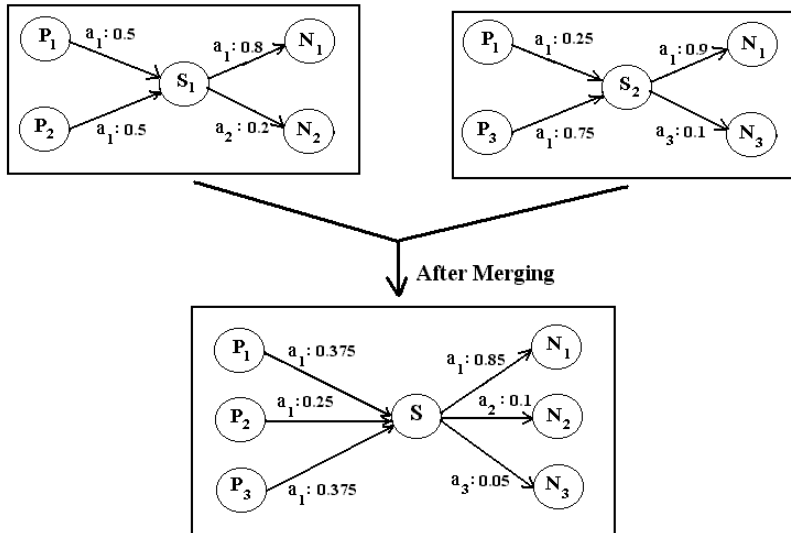 P1 a1: 0.5 a1: 0.8 N1
S1
P2 a1: 0.5 a2: 0.2 N2
P1 a1: 0.25 a1: 0.9 N1
S2
P3 a1: 0.75 a3: 0.1 N3
After Merging
P1 a1: 0.375 a1: 0.85 N1
P2 a1: 0.25 S a2: 0.1 N2
P3 a1: 0.375 a3: 0.05 N3